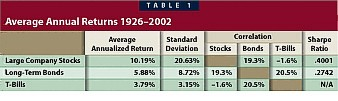 TABLE 1
Average Annual Returns 1926–2002
Average Annualized Return Standard Deviation Correlation Sharpe Ratio
Stocks Bonds T-Bills
Large Company Stocks 10.19% 20.63% 19.3% –1.6% .4001
Long-Term Bonds 5.88% 8.72% 19.3% 20.5% .2742
T-Bills 3.79% 3.15% –1.6% 20.5% N/A